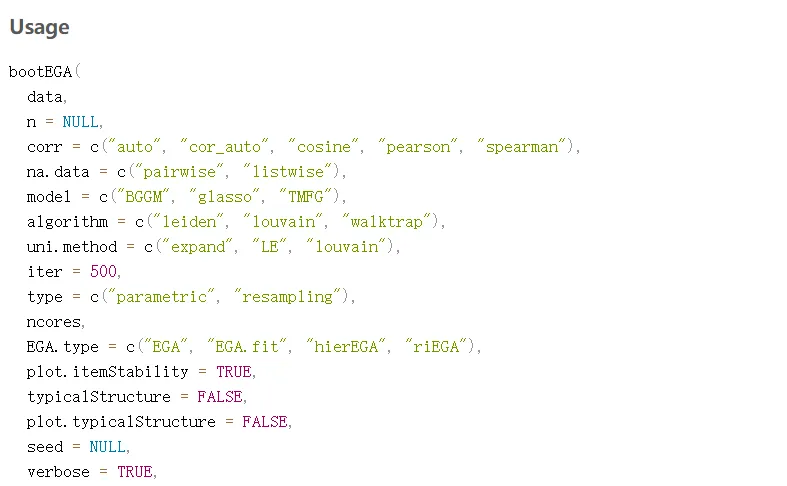 Usage
bootEGA(
data,
n = NULL,
corr = c("auto", "cor_auto", "cosine", "pearson", "spearman"),
na.data = c("pairwise", "listwise"),
model = c("BGGM", "glasso", "TMFG"),
algorithm = c("leiden", "louvain", "walktrap"),
uni.method = c("expand", "LE", "louvain"),
iter = 500,
type = c("parametric", "resampling"),
ncores,
EGA.type = c("EGA", "EGA.fit", "hierEGA", "riEGA"),
plot.itemStability = TRUE,
typicalStructure = FALSE,
plot.typicalStructure = FALSE,
seed = NULL,
verbose = TRUE,